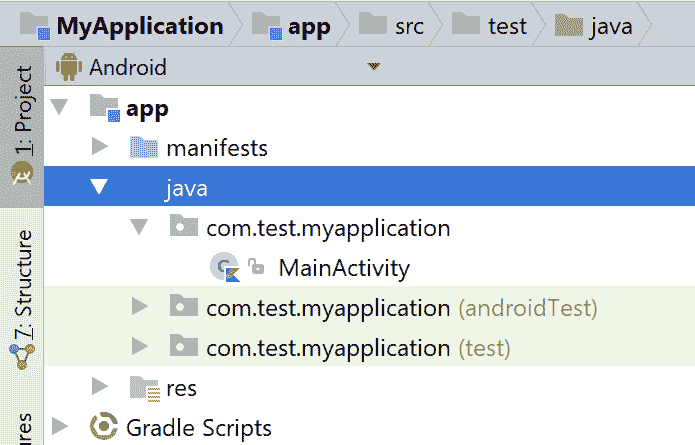 MyApplication app src test java
Android
1: Project
app
manifests
java
com.test.myapplication
MainActivity
com.test.myapplication (androidTest)
7: Structure
com.test.myapplication (test)
res
Gradle Scripts